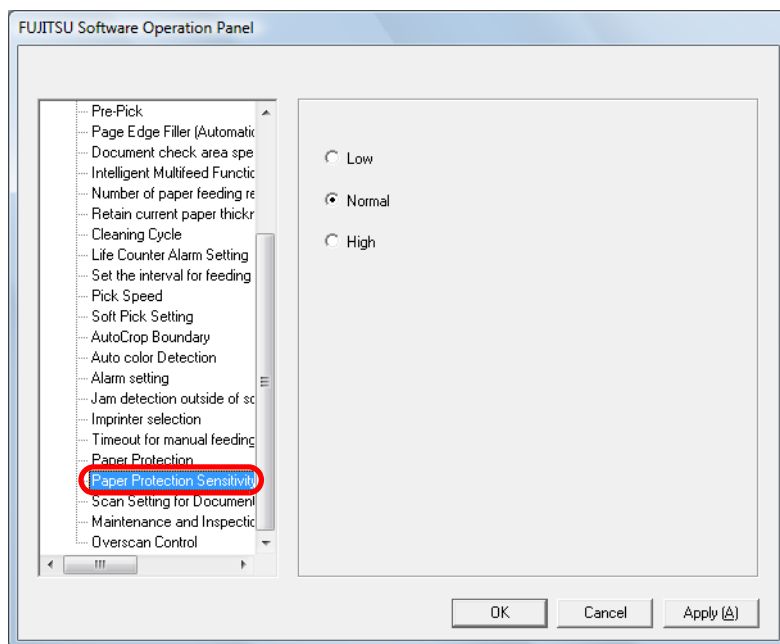 FUJITSU Software Operation Panel
Pre-Pick
Page Edge Filler (Automatic
Document check area spe
Intelligent Multifeed Functic
Number of paper feeding re
Retain current paper thickr
Cleaning Cycle
Life Counter Alarm Setting
Set the interval for feeding
Pick Speed
Soft Pick Setting
AutoCrop Boundary
Auto color Detection
Alarm setting
Jam detection outside of sc
Imprinter selection
Timeout for manual feeding
Paper Protection
Paper Protection Sensitivity
Scan Setting for Document
Maintenance and Inspectic
Overscan Control
Low
Normal
High
OK
Cancel
Apply (A)